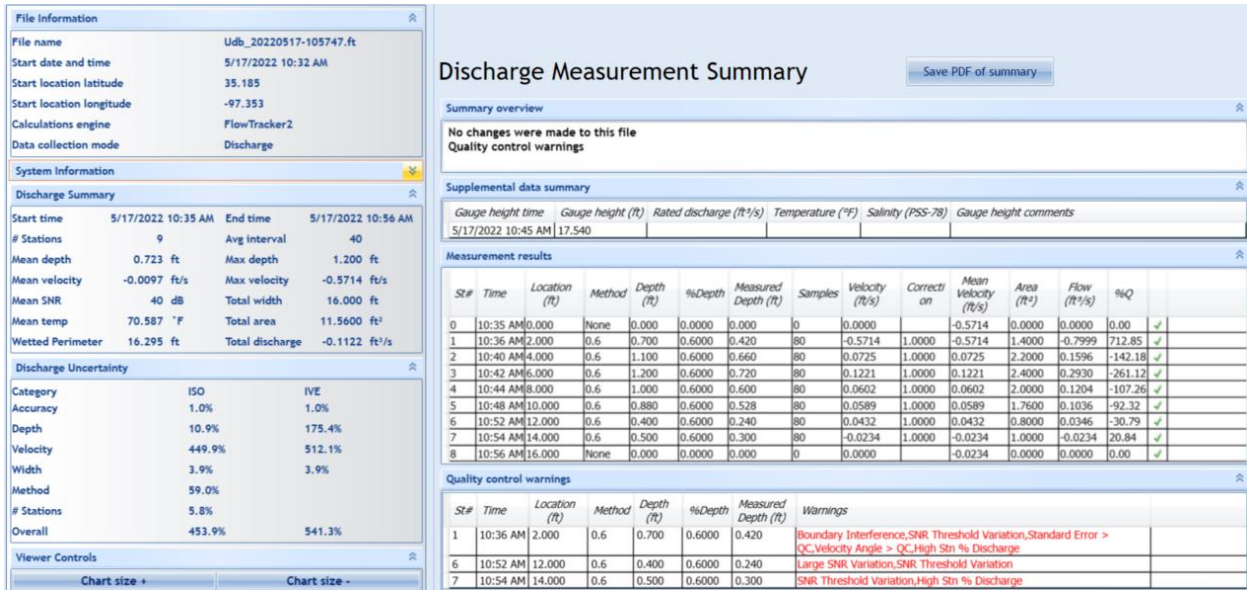 File Information
File name Udb_20220517-105747.ft
Start date and time 5/17/2022 10:32 AM
Start location latitude 35.185
Start location longitude -97.353
Calculations engine FlowTracker2
Data collection mode Discharge
System Information
Discharge Summary
Start time 5/17/2022 10:35 AM End time 5/17/2022 10:56 AM
# Stations 9 Avg interval 40
Mean depth 0.723 ft Max depth 1.200 ft
Mean velocity -0.0097 ft/s Max velocity -0.5714 ft/s
Mean SNR 40 dB Total width 16.000 ft
Mean temp 70.587 °F Total area 11.5600 ft²
Wetted Perimeter 16.295 ft Total discharge -0.1122 ft³/s
Discharge Uncertainty
Category ISO IVE
Accuracy 1.0% 1.0%
Depth 10.9% 175.4%
Velocity 449.9% 512.1%
Width 3.9% 3.9%
Method 59.0%
# Stations 5.8%
Overall 453.9% 541.3%
Viewer Controls
Chart size + Chart size -
Discharge Measurement Summary
Save PDF of summary
Summary overview
No changes were made to this file
Quality control warnings
Supplemental data summary
Gauge height time Gauge height (ft) Rated discharge (ft³/s) Temperature (°F) Salinity (PSS-78) Gauge height comments
5/17/2022 10:45 AM 17.540
Measurement results
St# Time Location (ft) Method Depth (ft) %Depth Measured Depth (ft) Samples Velocity (ft/s) Correcti on Mean Velocity (ft/s) Area (ft²) Flow (ft³/s) %Q
0 10:35 AM 0.000 None 0.000 0.0000 0.000 0 0.0000 -0.5714 0.0000 0.0000 0.00 ✓
1 10:36 AM 2.000 0.6 0.700 0.6000 0.420 80 -0.5714 1.0000 -0.5714 1.4000 -0.7999 712.85 ✓
2 10:40 AM 4.000 0.6 1.100 0.6000 0.660 80 0.0725 1.0000 0.0725 2.2000 0.1596 -142.18 ✓
3 10:42 AM 6.000 0.6 1.200 0.6000 0.720 80 0.1221 1.0000 0.1221 2.4000 0.2930 -261.12 ✓
4 10:44 AM 8.000 0.6 1.000 0.6000 0.600 80 0.0602 1.0000 0.0602 2.0000 0.1204 -107.26 ✓
5 10:48 AM 10.000 0.6 0.880 0.6000 0.528 80 0.0589 1.0000 0.0589 1.7600 0.1036 -92.32 ✓
6 10:52 AM 12.000 0.6 0.400 0.6000 0.240 80 0.0432 1.0000 0.0432 0.8000 0.0346 -30.79 ✓
7 10:54 AM 14.000 0.6 0.500 0.6000 0.300 80 -0.0234 1.0000 -0.0234 1.0000 -0.0234 20.84 ✓
8 10:56 AM 16.000 None 0.000 0.0000 0.000 0 0.0000 -0.0234 0.0000 0.0000 0.00 ✓
Quality control warnings
St# Time Location (ft) Method Depth (ft) %Depth Measured Depth (ft) Warnings
1 10:36 AM 2.000 0.6 0.700 0.6000 0.420 Boundary Interference,SNR Threshold Variation,Standard Error >
QC,Velocity Angle > QC,High Stn % Discharge
6 10:52 AM 12.000 0.6 0.400 0.6000 0.240 Large SNR Variation,SNR Threshold Variation
7 10:54 AM 14.000 0.6 0.500 0.6000 0.300 SNR Threshold Variation,High Stn % Discharge